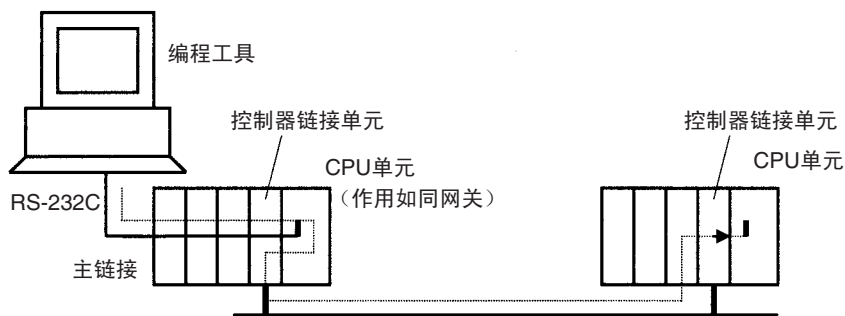 编程工具
控制器链接单元
控制器链接单元
CPU单元
（作用如同网关）
CPU单元
RS-232C
主链接